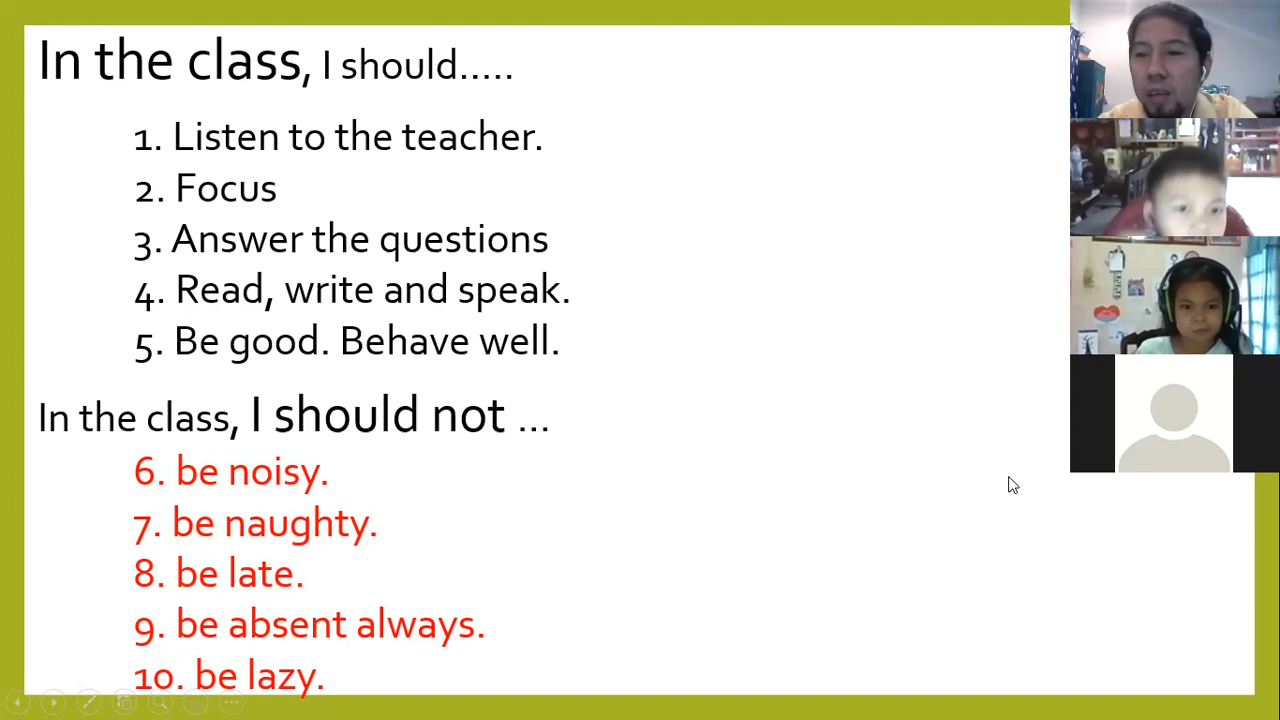 In the class, I should.....
1. Listen to the teacher.
2. Focus
3. Answer the questions
4. Read, write and speak.
5. Be good. Behave well.
In the class, I should not ...
6. be noisy.
7. be naughty.
8. be late.
9. be absent always.
10. be lazy.